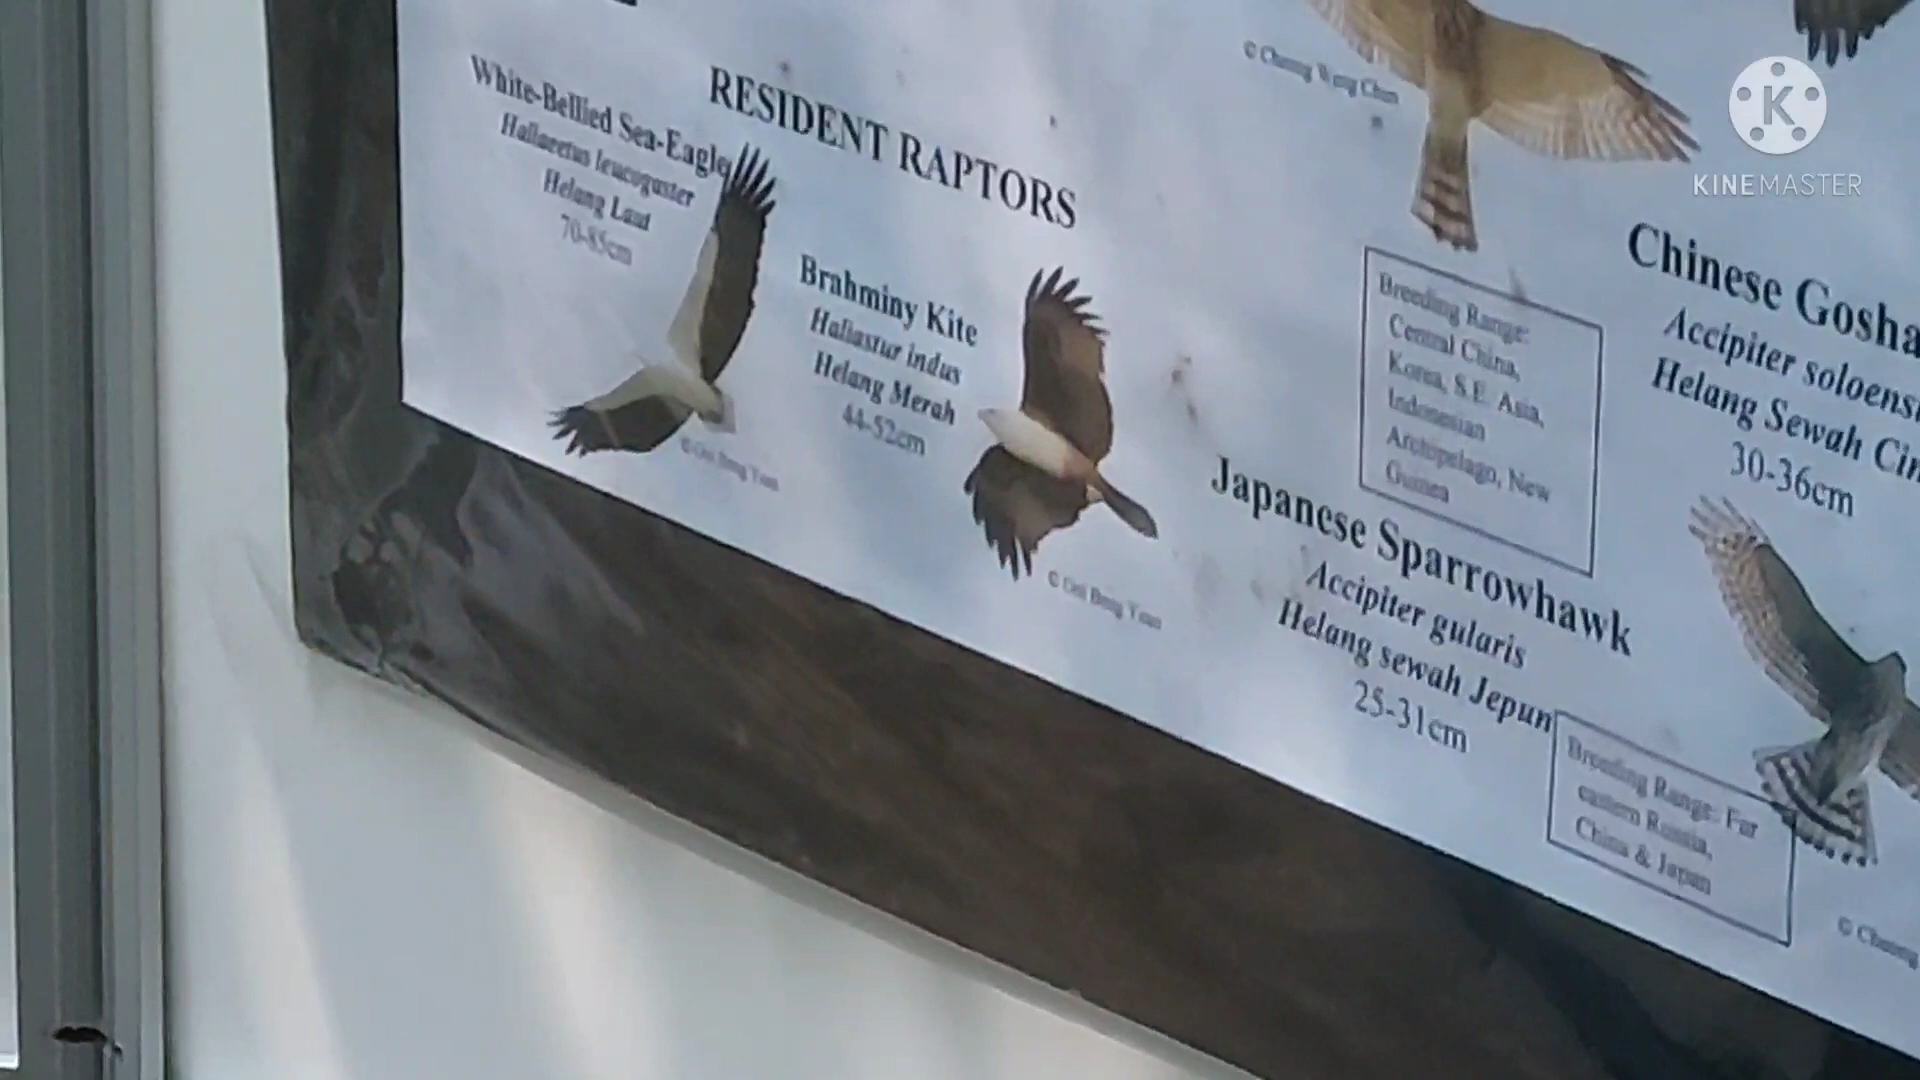 RESIDENT RAPTORS
White-Bellied Sea-Eagle
Haliaeetus leucogaster
Helang Laut
70-85cm
Brahminy Kite
Haliastur indus
Helang Merah
44-52cm
Breeding Range:
Central China,
Korea, S.E. Asia,
Indonesian
Archipelago, New
Guinea
Chinese Gosha
Accipiter soloensi
Helang Sewah Cin
30-36cm
Japanese Sparrowhawk
Accipiter gularis
Helang sewah Jepun
25-31cm
Breeding Range: Far
eastern Russia,
China & Japan
KINEMASTER